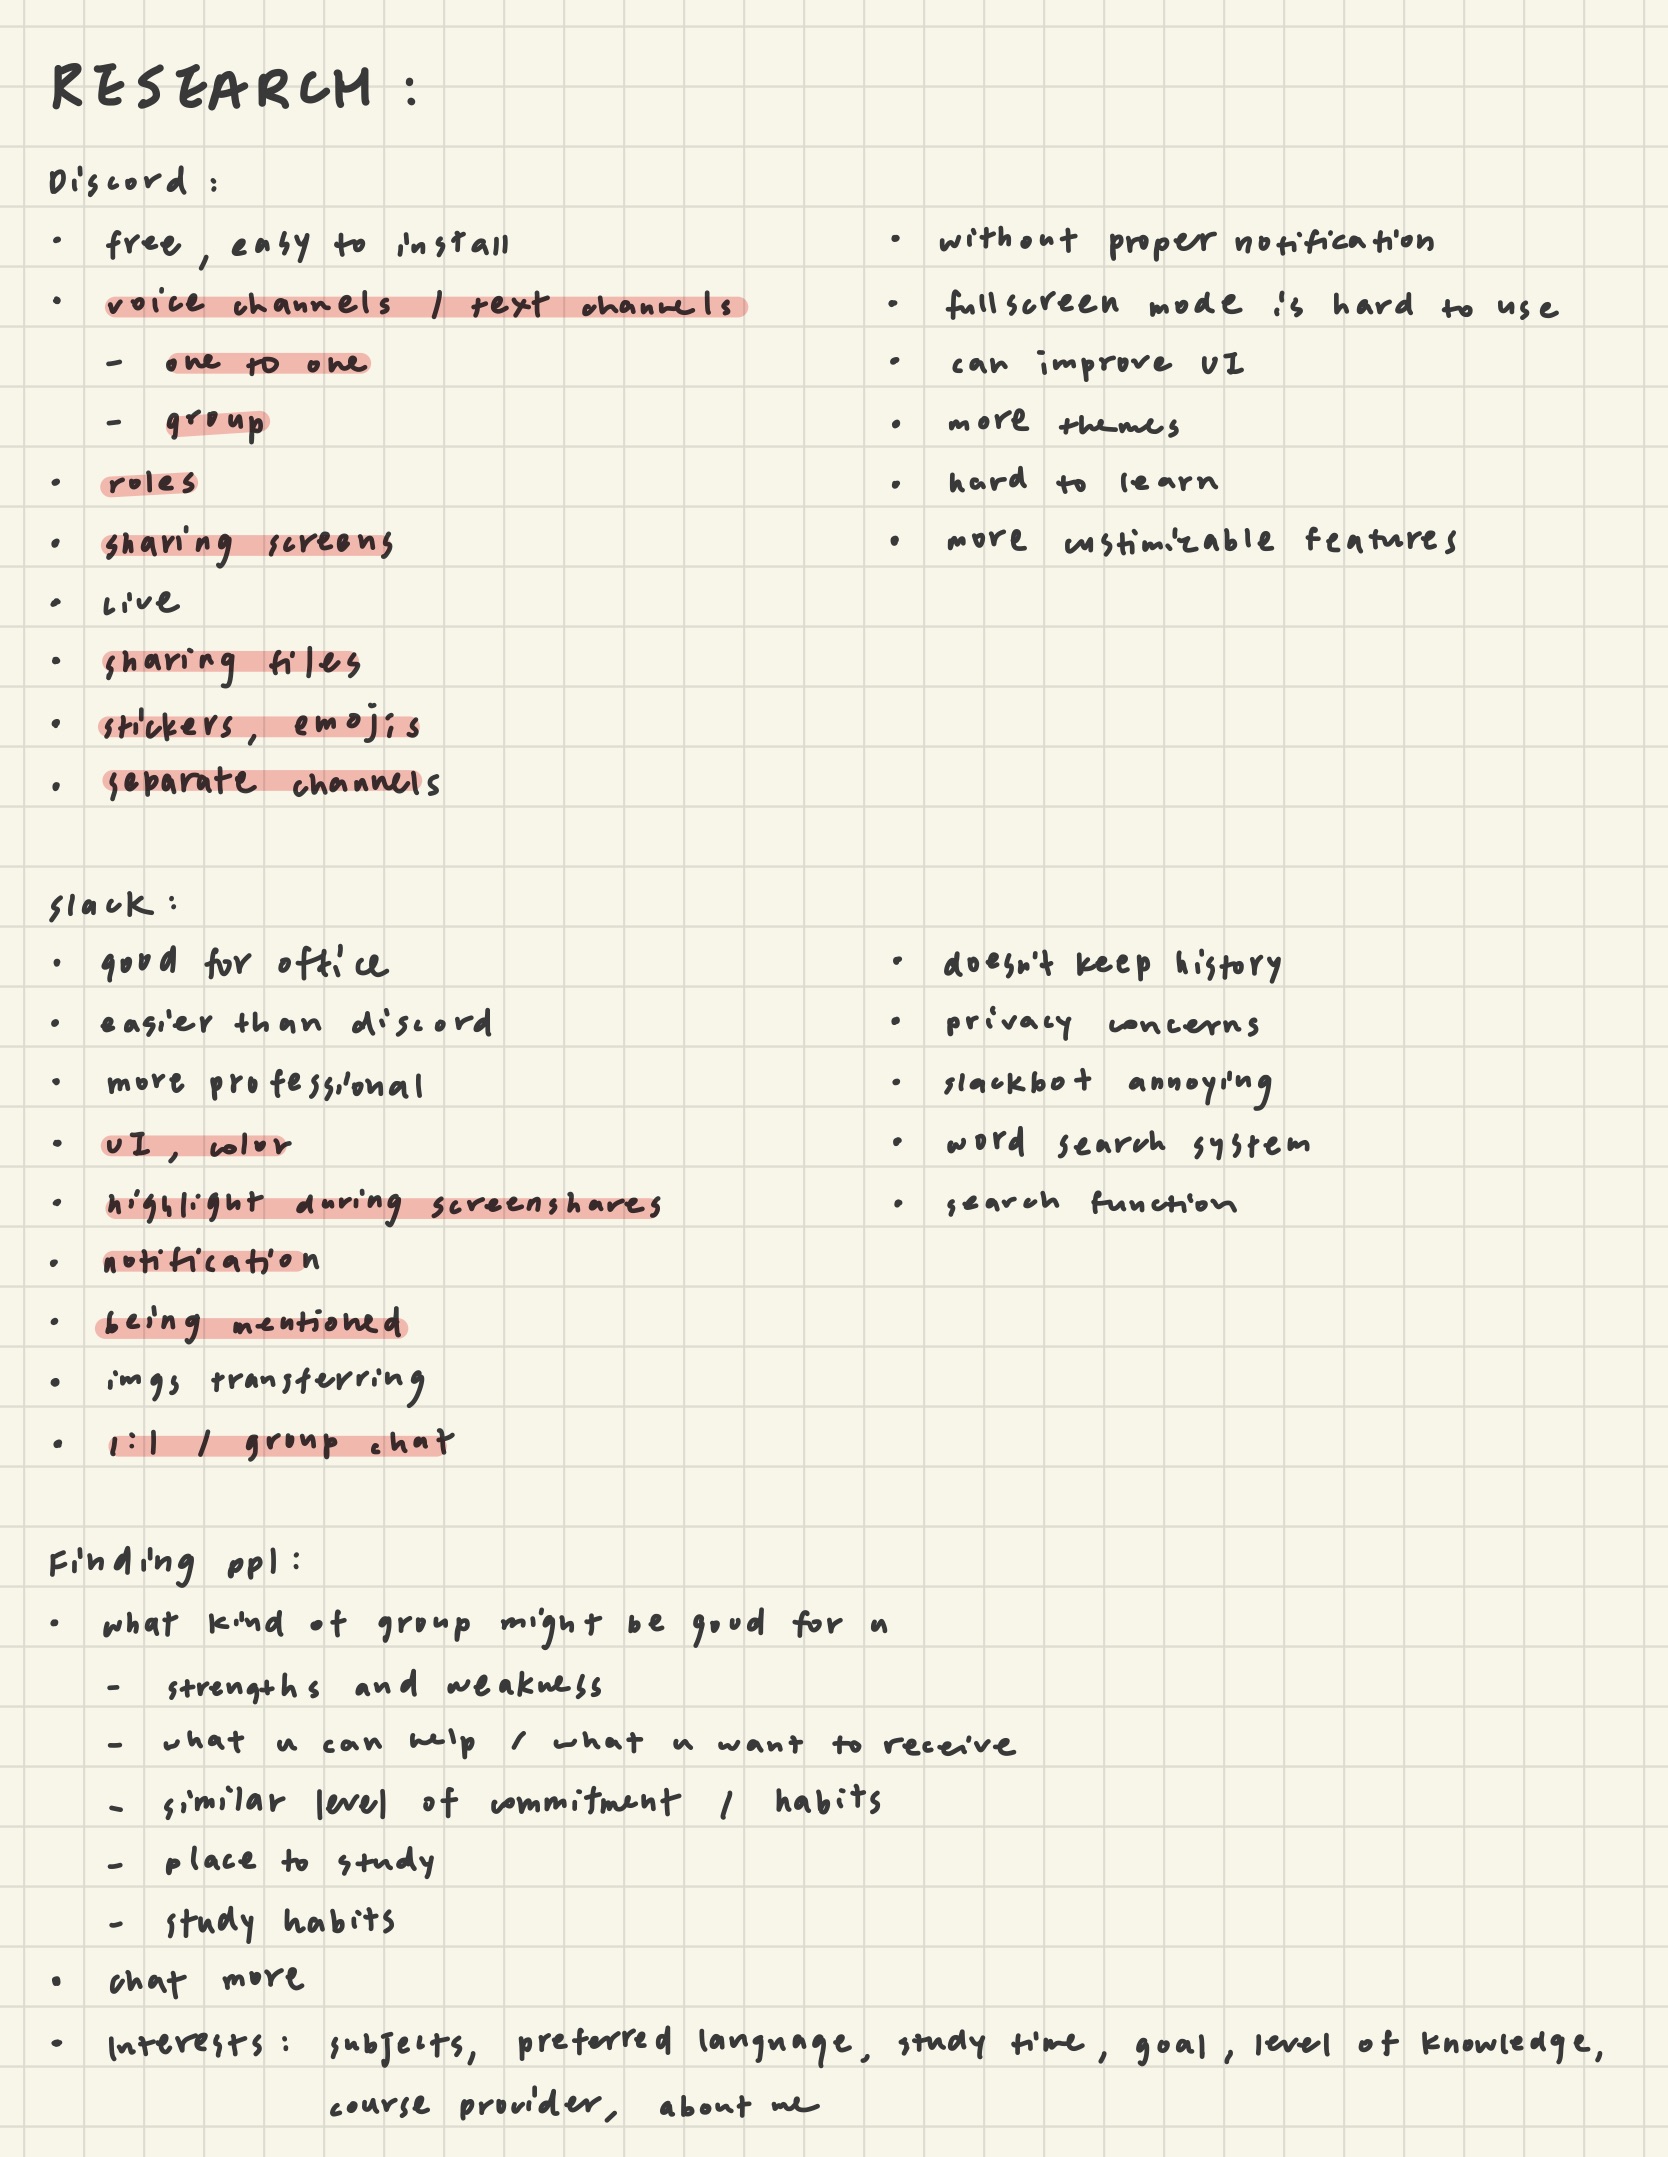 RESEARCH :
Discord :
• free, easy to install
• voice channels / text channels
- one to one
- group
• roles
• sharing screens
• Live
• sharing files
• stickers, emojis
• separate channels
• without proper notification
• fullscreen mode is hard to use
• can improve UI
• more themes
• hard to learn
• more custimizable features
slack :
• good for office
• easier than discord
• more professional
• UI, color
• highlight during screenshares
• notification
• being mentioned
• imgs transferring
• 1:1 / group chat
• doesn't keep history
• privacy concerns
• slackbot annoying
• word search system
• search function
Finding ppl :
• what kind of group might be good for u
- strengths and weakness
- what u can help / what u want to receive
- similar level of commitment / habits
- place to study
- study habits
• chat more
• Interests : subjects, preferred language, study time, goal, level of knowledge,
course provider, about me